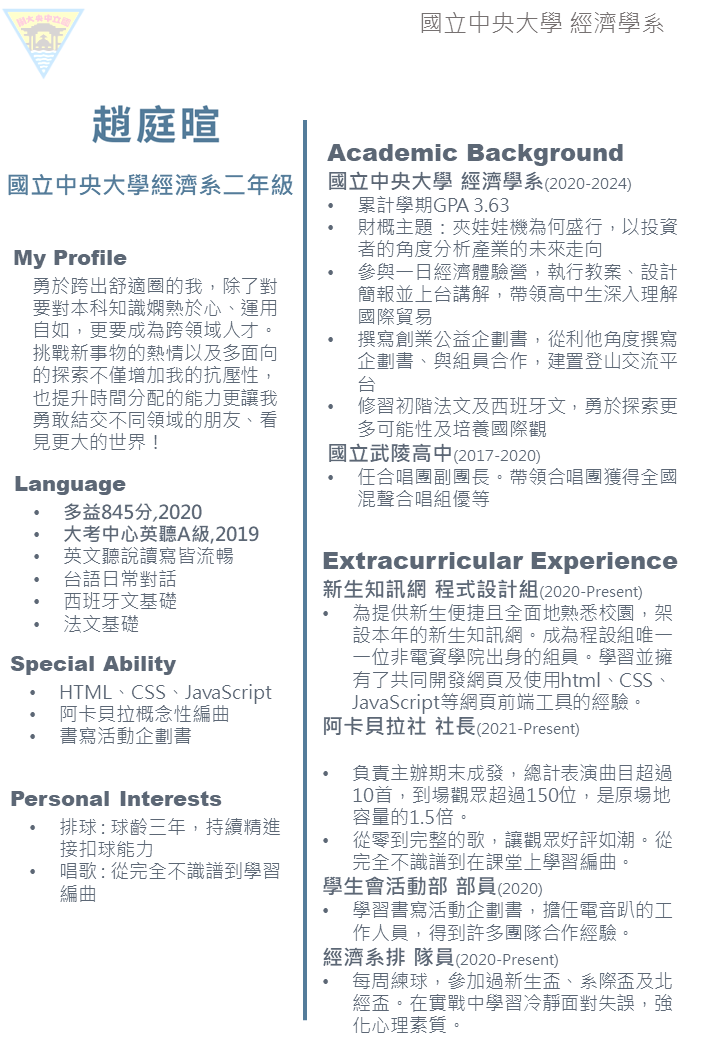 國立中央大學 經濟學系
趙庭暄
國立中央大學經濟系二年級
My Profile
勇於跨出舒適圈的我，除了對
要對本科知識嫻熟於心、運用
自如，更要成為跨領域人才。
挑戰新事物的熱情以及多面向
的探索不僅增加我的抗壓性，
也提升時間分配的能力更讓我
勇敢結交不同領域的朋友、看
見更大的世界！
Language
• 多益845分,2020
• 大考中心英聽A級,2019
• 英文聽說讀寫皆流暢
• 台語日常對話
• 西班牙文基礎
• 法文基礎
Special Ability
• HTML、CSS、JavaScript
• 阿卡貝拉概念性編曲
• 書寫活動企劃書
Personal Interests
• 排球：球齡三年，持續精進
接扣球能力
• 唱歌：從完全不識譜到學習
編曲
Academic Background
國立中央大學 經濟學系(2020-2024)
• 累計學期GPA 3.63
• 財概主題：夾娃娃機為何盛行，以投資
者的角度分析產業的未來走向
• 參與一日經濟體驗營，執行教案、設計
簡報並上台講解，帶領高中生深入理解
國際貿易
• 撰寫創業公益企劃書，從利他角度撰寫
企劃書、與組員合作，建置登山交流平
台
• 修習初階法文及西班牙文，勇於探索更
多可能性及培養國際觀
國立武陵高中(2017-2020)
• 任合唱團副團長。帶領合唱團獲得全國
混聲合唱組優等
Extracurricular Experience
新生知訊網 程式設計組(2020-Present)
• 為提供新生便捷且全面地熟悉校園，架
設本年的新生知訊網。成為程設組唯一
一位非電資學院出身的組員。學習並擁
有了共同開發網頁及使用html、CSS、
JavaScript等網頁前端工具的經驗。
阿卡貝拉社 社長(2021-Present)
• 負責主辦期末成發，總計表演曲目超過
10首，到場觀眾超過150位，是原場地
容量的1.5倍。
• 從零到完整的歌，讓觀眾好評如潮。從
完全不識譜到在課堂上學習編曲。
學生會活動部 部員(2020)
• 學習書寫活動企劃書，擔任電音趴的工
作人員，得到許多團隊合作經驗。
經濟系排 隊員(2020-Present)
• 每周練球，參加過新生盃、系際盃及北
經盃。在實戰中學習冷靜面對失誤，強
化心理素質。